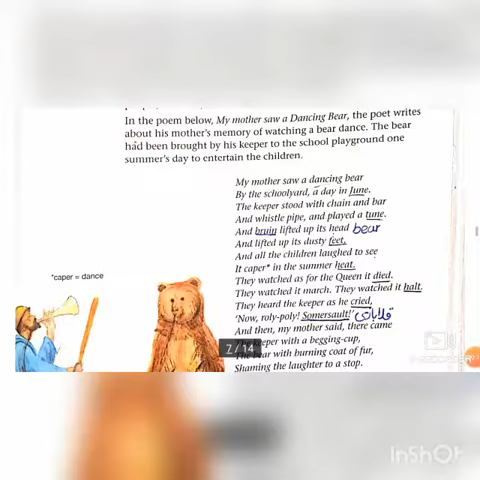 In the poem below, My mother saw a Dancing Bear, the poet writes
about his mother's memory of watching a bear dance. The bear
had been brought by his keeper to the school playground one
summer's day to entertain the children.
My mother saw a dancing bear
By the schoolyard, a day in June.
The keeper stood with chain and bar
And whistle pipe, and played a tune.
And bruin lifted up its head bear
And lifted up its dusty feet,
And all the children laughed to see
It caper* in the summer heat.
They watched as for the Queen it died.
They watched it march. They watched it halt.
They heard the keeper as he cried,
'Now, roly-poly! Somersault!'
And then, my mother said, there came
The keeper with a begging-cup,
The bear with burning coat of fur,
Shaming the laughter to a stop.
*caper = dance
7 / 14
InShOt